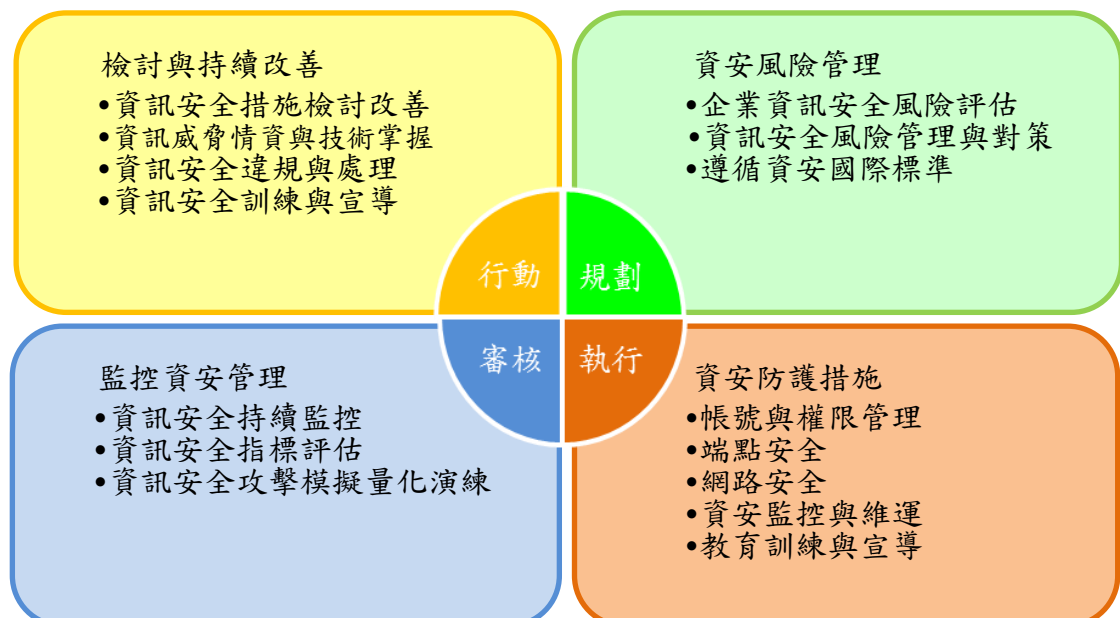 檢討與持續改善
•資訊安全措施檢討改善
•資訊威脅情資與技術掌握
•資訊安全違規與處理
•資訊安全訓練與宣導
資安風險管理
•企業資訊安全風險評估
•資訊安全風險管理與對策
•遵循資安國際標準
行動
規劃
審核
執行
監控資安管理
•資訊安全持續監控
•資訊安全指標評估
•資訊安全攻擊模擬量化演練
資安防護措施
•帳號與權限管理
•端點安全
•網路安全
•資安監控與維運
•教育訓練與宣導